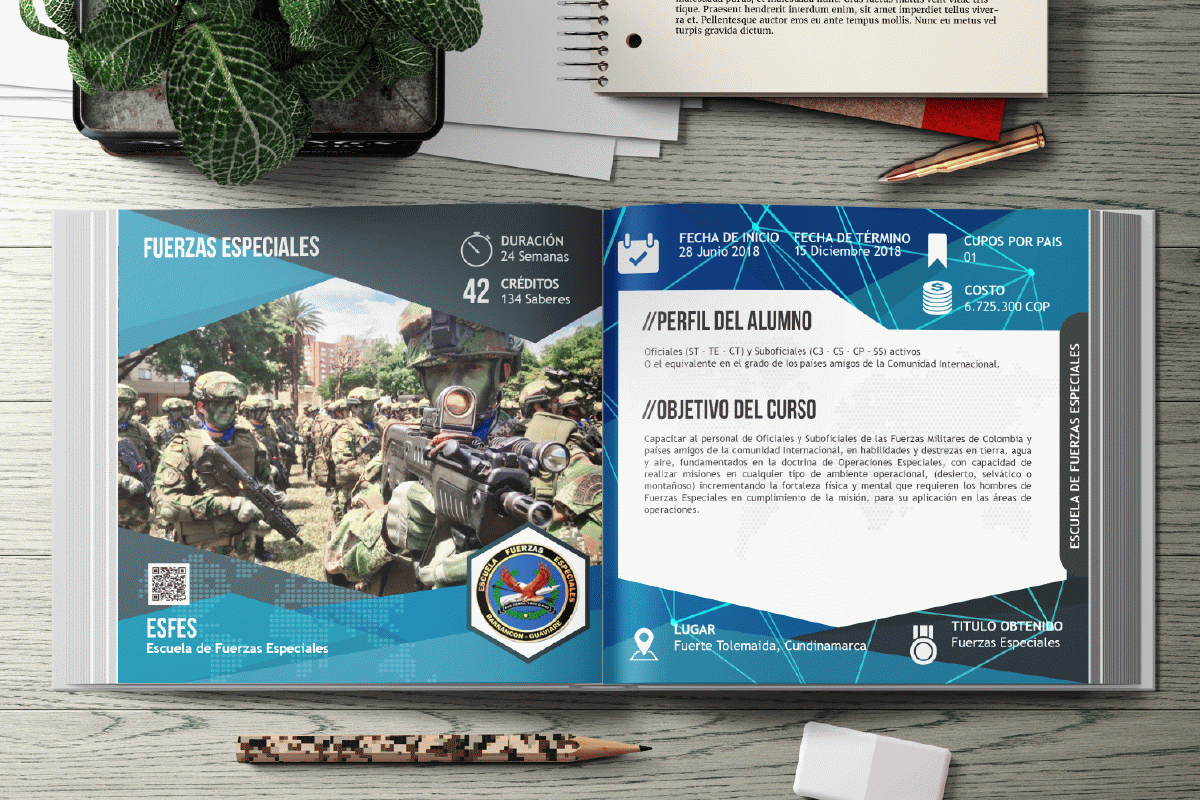 tique. Praesent hendrerit interdum enim, sit amet imperdiet tellus viver-
ra et. Pellentesque auctor eros eu ante tempus mollis. Nunc eu metus vel
turpis gravida dictum.
FUERZAS ESPECIALES
DURACIÓN
24 Semanas
42 CRÉDITOS
134 Saberes
ESCUELA FUERZAS ESPECIALES
BARRANCON - GUAVIARE
ESFES
Escuela de Fuerzas Especiales
FECHA DE INICIO
28 Junio 2018
FECHA DE TÉRMINO
15 Diciembre 2018
CUPOS POR PAIS
01
COSTO
6.725.300 COP
//PERFIL DEL ALUMNO
Oficiales (ST - TE - CT) y Suboficiales (C3 - CS - CP - SS) activos
O el equivalente en el grado de los países amigos de la Comunidad Internacional.
//OBJETIVO DEL CURSO
Capacitar al personal de Oficiales y Suboficiales de las Fuerzas Militares de Colombia y
países amigos de la comunidad internacional, en habilidades y destrezas en tierra, agua
y aire, fundamentados en la doctrina de Operaciones Especiales, con capacidad de
realizar misiones en cualquier tipo de ambiente operacional, (desierto, selvático o
montañoso) incrementando la fortaleza física y mental que requieren los hombres de
Fuerzas Especiales en cumplimiento de la misión, para su aplicación en las áreas de
operaciones.
ESCUELA DE FUERZAS ESPECIALES
LUGAR
Fuerte Tolemaida, Cundinamarca
TITULO OBTENIDO
Fuerzas Especiales